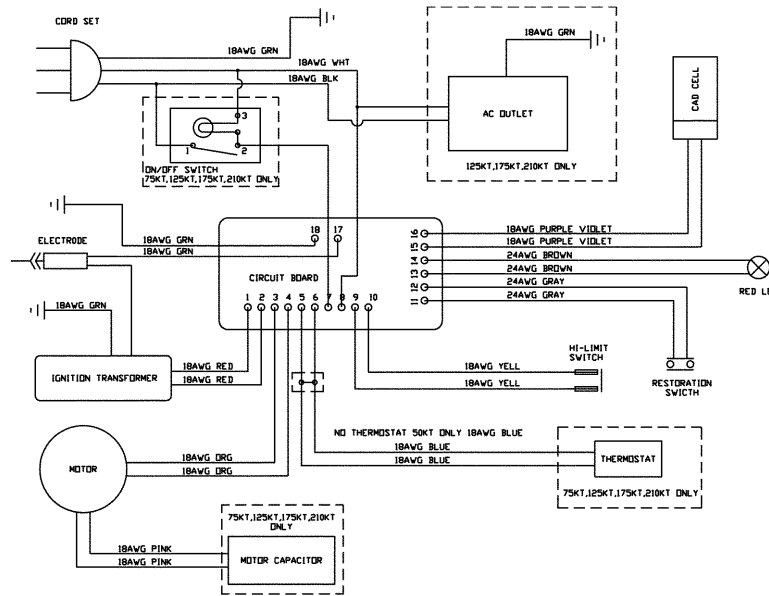 CORD SET
18AWG GRN
18AWG WHT
18AWG BLK
3
1
2
ON/OFF SWITCH
75KT,125KT,175KT,210KT ONLY
18AWG GRN
AC OUTLET
125KT,175KT,210KT ONLY
CAD CELL
ELECTRODE
18AWG GRN
18AWG GRN
18
17
CIRCUIT BOARD
1 2 3 4 5 6 7 8 9 10
16
15
14
13
12
11
18AWG PURPLE VIOLET
18AWG PURPLE VIOLET
24AWG BROWN
24AWG BROWN
24AWG GRAY
24AWG GRAY
RED LE
18AWG GRN
IGNITION TRANSFORMER
18AWG RED
18AWG RED
18AWG YELL
18AWG YELL
HI-LIMIT
SWITCH
RESTORATION
SWICTH
NO THERMOSTAT 50KT ONLY 18AWG BLUE
18AWG BLUE
18AWG BLUE
THERMOSTAT
75KT,125KT,175KT,210KT ONLY
MOTOR
18AWG ORG
18AWG ORG
75KT,125KT,175KT,210KT
ONLY
18AWG PINK
18AWG PINK
MOTOR CAPACITOR